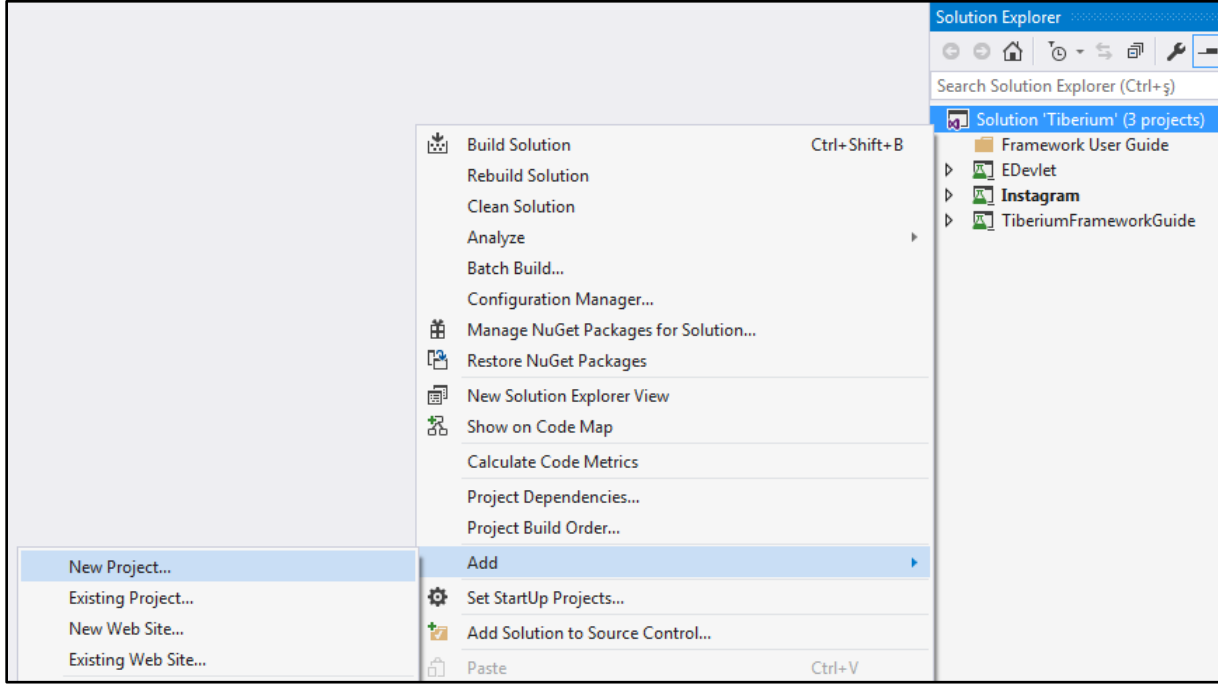 Solution Explorer
Search Solution Explorer (Ctrl+ş)
Solution 'Tiberium' (3 projects)
Framework User Guide
EDevlet
Instagram
TiberiumFrameworkGuide
Build Solution Ctrl+Shift+B
Rebuild Solution
Clean Solution
Analyze
Batch Build...
Configuration Manager...
Manage NuGet Packages for Solution...
Restore NuGet Packages
New Solution Explorer View
Show on Code Map
Calculate Code Metrics
Project Dependencies...
Project Build Order...
Add
Set StartUp Projects...
Add Solution to Source Control...
Paste Ctrl+V
New Project...
Existing Project...
New Web Site...
Existing Web Site...